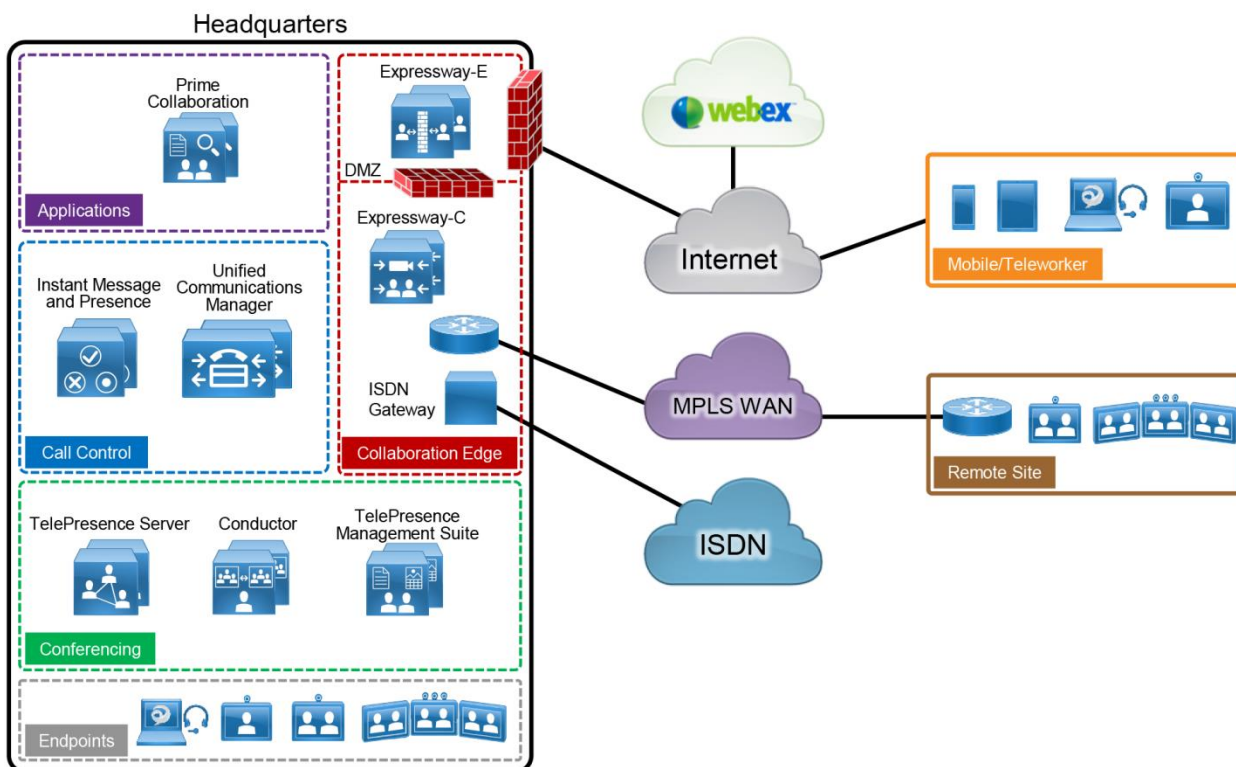 Headquarters
Prime
Collaboration
Applications
Expressway-E
DMZ
Expressway-C
ISDN
Gateway
Collaboration Edge
Instant Message
and Presence
Unified
Communications
Manager
Call Control
TelePresence Server
Conductor
TelePresence
Management Suite
Conferencing
Endpoints
webex™
Internet
MPLS WAN
ISDN
Mobile/Teleworker
Remote Site